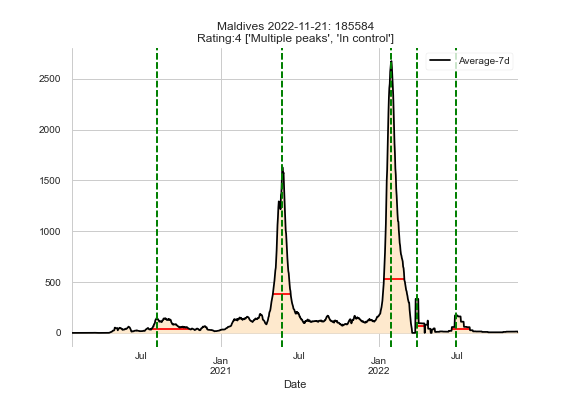 Maldives 2022-11-21: 185584
Rating:4 ['Multiple peaks', 'In control']
Average-7d
2500
2000
1500
1000
500
0
Jul
Jan
2021
Jul
Jan
2022
Jul
Date